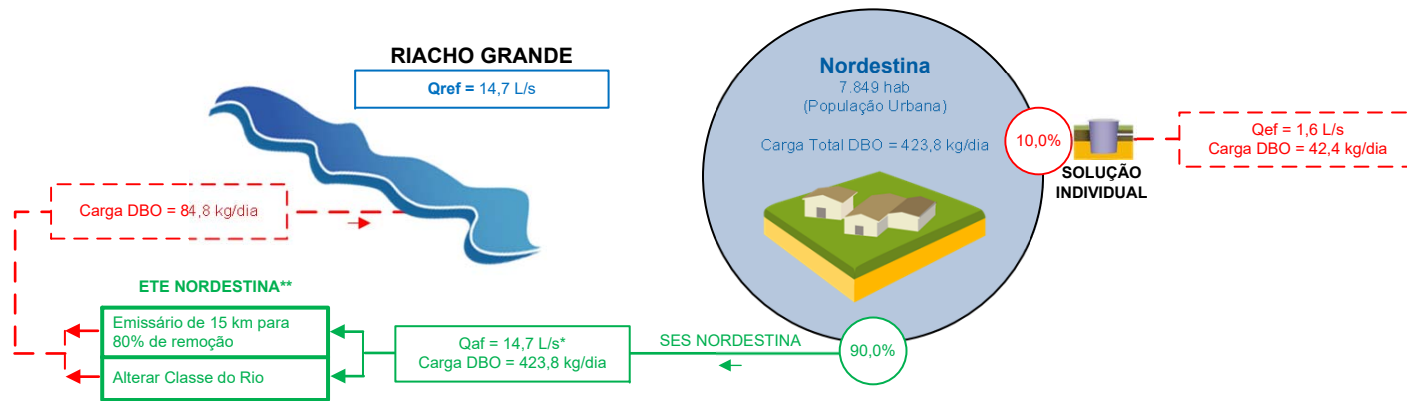 RIACHO GRANDE
Qref = 14,7 L/s
Nordestina
7.849 hab
(População Urbana)
Carga Total DBO = 423,8 kg/dia
10,0%
SOLUÇÃO
INDIVIDUAL
Qef = 1,6 L/s
Carga DBO = 42,4 kg/dia
Carga DBO = 84,8 kg/dia
ETE NORDESTINA**
Emissário de 15 km para
80% de remoção
Alterar Classe do Rio
Qaf = 14,7 L/s*
Carga DBO = 423,8 kg/dia
SES NORDESTINA
90,0%